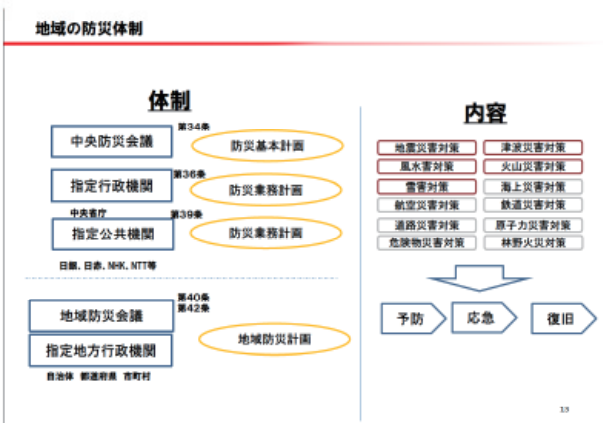 地域の防災体制
体制
第34条
中央防災会議
防災基本計画
第36条
指定行政機関
防災業務計画
中央省庁
第39条
指定公共機関
防災業務計画
日銀、日赤、NHK、NTT等
第40条
第42条
地域防災会議
指定地方行政機関
地域防災計画
自治体 都道府県 市町村
内容
地震災害対策
津波災害対策
風水害対策
火山災害対策
雪害対策
海上災害対策
航空災害対策
鉄道災害対策
道路災害対策
原子力災害対策
危険物災害対策
林野火災対策
予防
応急
復旧
13